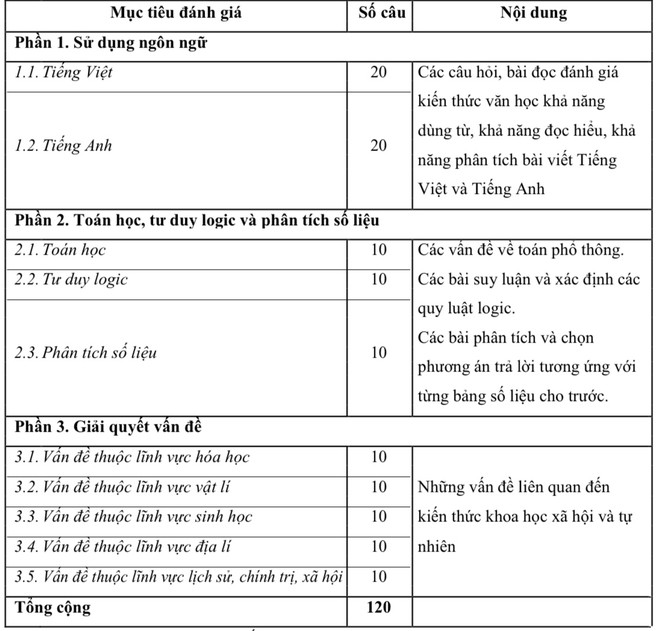 Mục tiêu đánh giá Số câu Nội dung
Phần 1. Sử dụng ngôn ngữ
1.1. Tiếng Việt 20 Các câu hỏi, bài đọc đánh giá
kiến thức văn học khả năng
dùng từ, khả năng đọc hiểu, khả
1.2. Tiếng Anh 20 năng phân tích bài viết Tiếng
Việt và Tiếng Anh
Phần 2. Toán học, tư duy logic và phân tích số liệu
2.1. Toán học 10 Các vấn đề về toán phổ thông.
2.2. Tư duy logic 10 Các bài suy luận và xác định các
quy luật logic.
Các bài phân tích và chọn
2.3. Phân tích số liệu 10 phương án trả lời tương ứng với
từng bảng số liệu cho trước.
Phần 3. Giải quyết vấn đề
3.1. Vấn đề thuộc lĩnh vực hóa học 10
3.2. Vấn đề thuộc lĩnh vực vật lí 10 Những vấn đề liên quan đến
3.3. Vấn đề thuộc lĩnh vực sinh học 10 kiến thức khoa học xã hội và tự
3.4. Vấn đề thuộc lĩnh vực địa lí 10 nhiên
3.5. Vấn đề thuộc lĩnh vực lịch sử, chính trị, xã hội 10
Tổng cộng 120